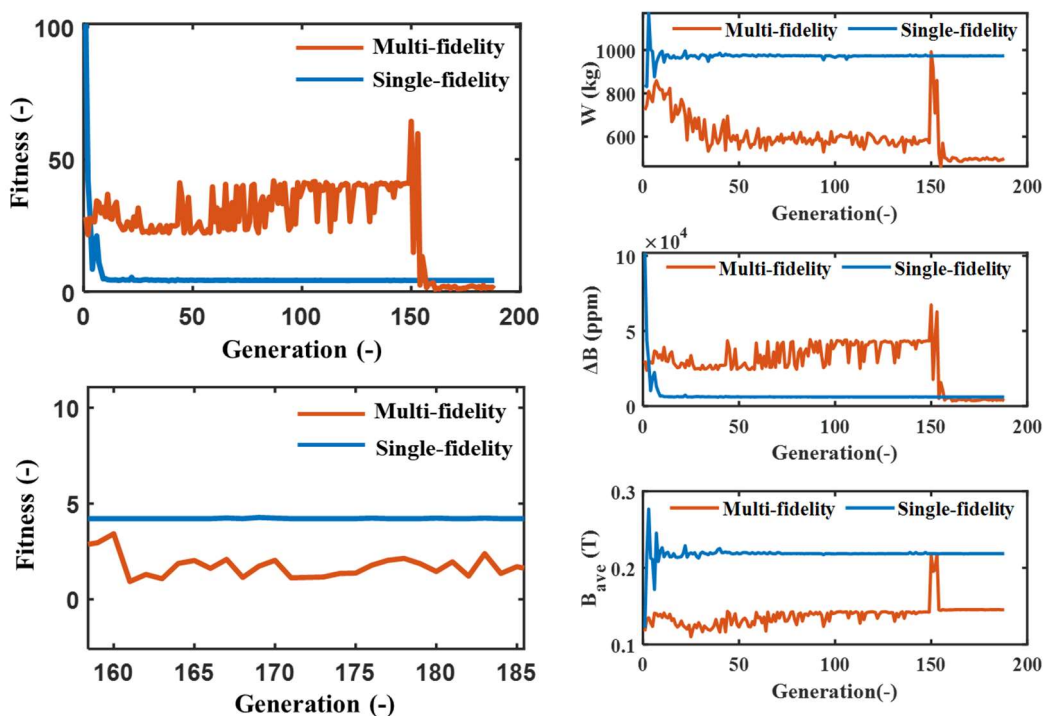 100
50
0
Fitness (-)
Multi-fidelity
Single-fidelity
0 50 100 150 200
Generation (-)
10
5
0
Fitness (-)
Multi-fidelity
Single-fidelity
160 165 170 175 180 185
Generation (-)
1000
800
600
W (kg)
Multi-fidelity Single-fidelity
0 50 100 150 200
Generation(-)
×10⁴
10
5
0
ΔB (ppm)
Multi-fidelity Single-fidelity
0 50 100 150 200
Generation(-)
0.3
0.2
0.1
B_ave (T)
Multi-fidelity Single-fidelity
0 50 100 150 200
Generation(-)